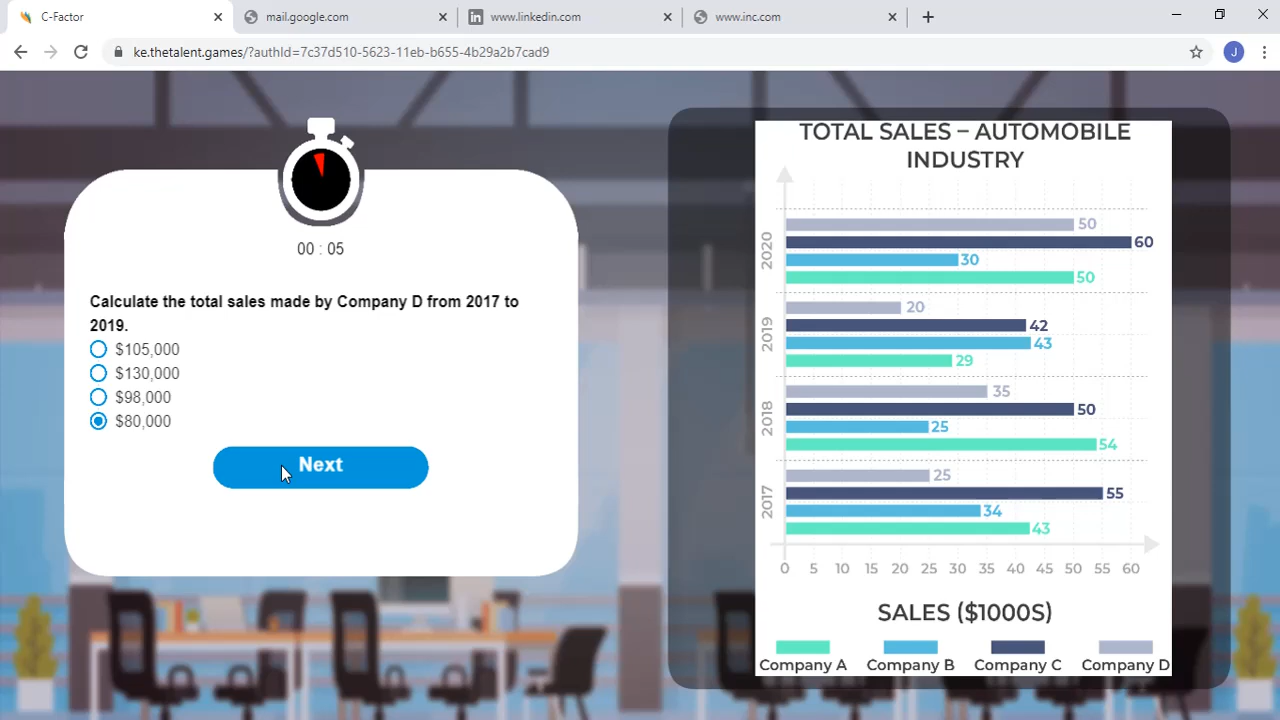 C-Factor
mail.google.com
www.linkedin.com
www.inc.com
ke.thetalent.games/?authId=7c37d510-5623-11eb-b655-4b29a2b7cad9
J
00 : 05
Calculate the total sales made by Company D from 2017 to
2019.
$105,000
$130,000
$98,000
$80,000
Next
TOTAL SALES – AUTOMOBILE
INDUSTRY
2020
50
60
30
50
2019
20
42
43
29
2018
35
50
25
54
2017
25
55
34
43
0 5 10 15 20 25 30 35 40 45 50 55 60
SALES ($1000S)
Company A Company B Company C Company D